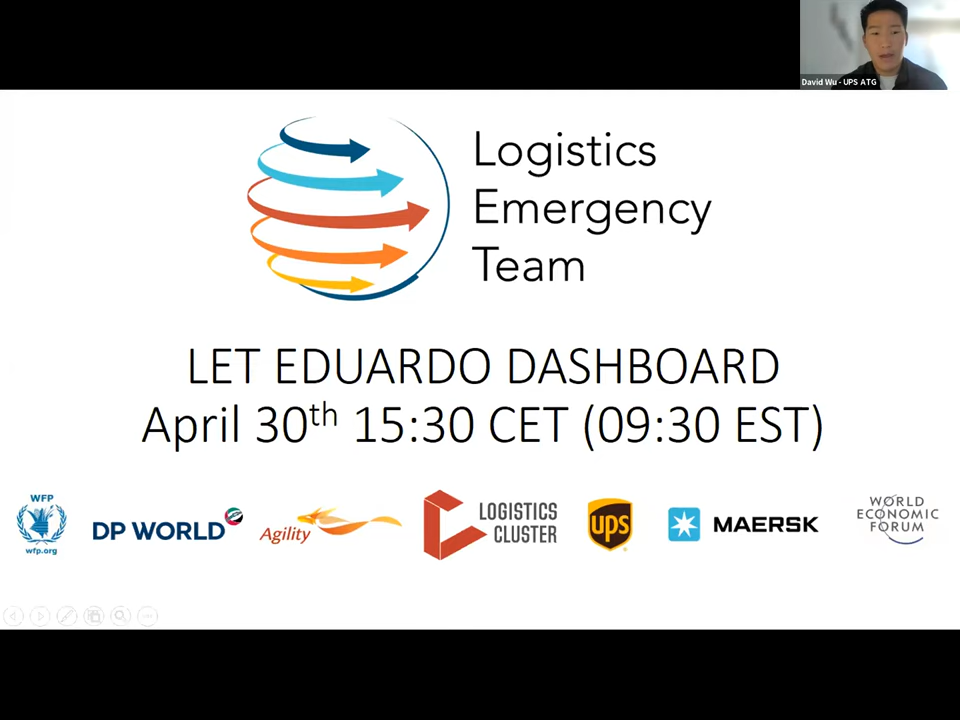 David Wu - UPS ATG
Logistics
Emergency
Team
LET EDUARDO DASHBOARD
April 30th 15:30 CET (09:30 EST)
WFP
wfp.org
DP WORLD
Agility
LOGISTICS
CLUSTER
ups
MAERSK
WORLD
ECONOMIC
FORUM